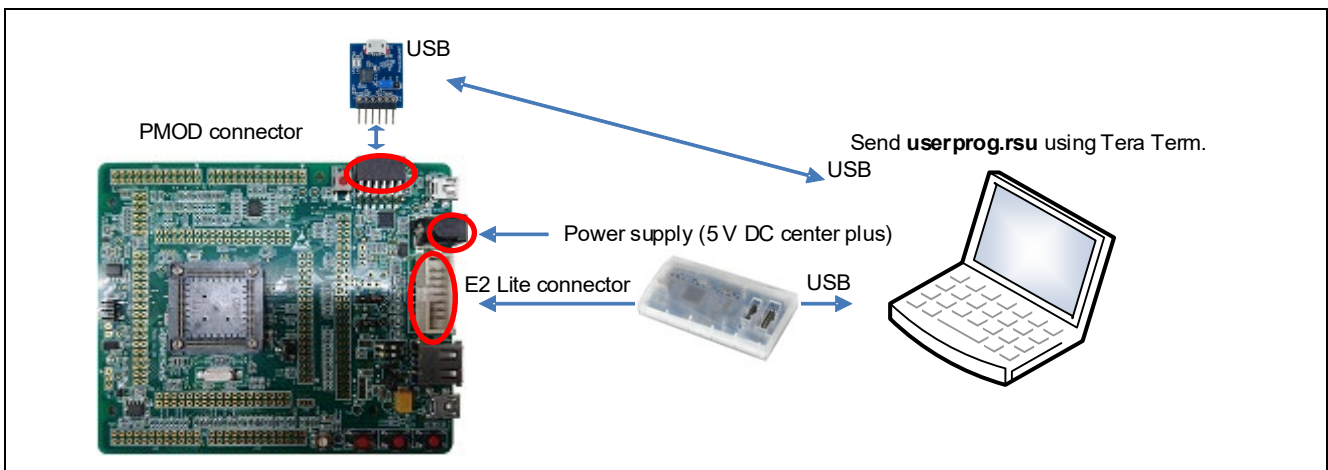 USB
PMOD connector
Send userprog.rsu using Tera Term.
USB
Power supply (5 V DC center plus)
E2 Lite connector
USB